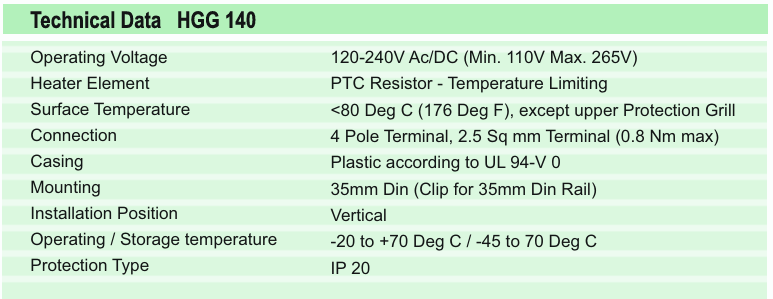 Technical Data HGG 140
Operating Voltage 120-240V Ac/DC (Min. 110V Max. 265V)
Heater Element PTC Resistor - Temperature Limiting
Surface Temperature <80 Deg C (176 Deg F), except upper Protection Grill
Connection 4 Pole Terminal, 2.5 Sq mm Terminal (0.8 Nm max)
Casing Plastic according to UL 94-V 0
Mounting 35mm Din (Clip for 35mm Din Rail)
Installation Position Vertical
Operating / Storage temperature -20 to +70 Deg C / -45 to 70 Deg C
Protection Type IP 20